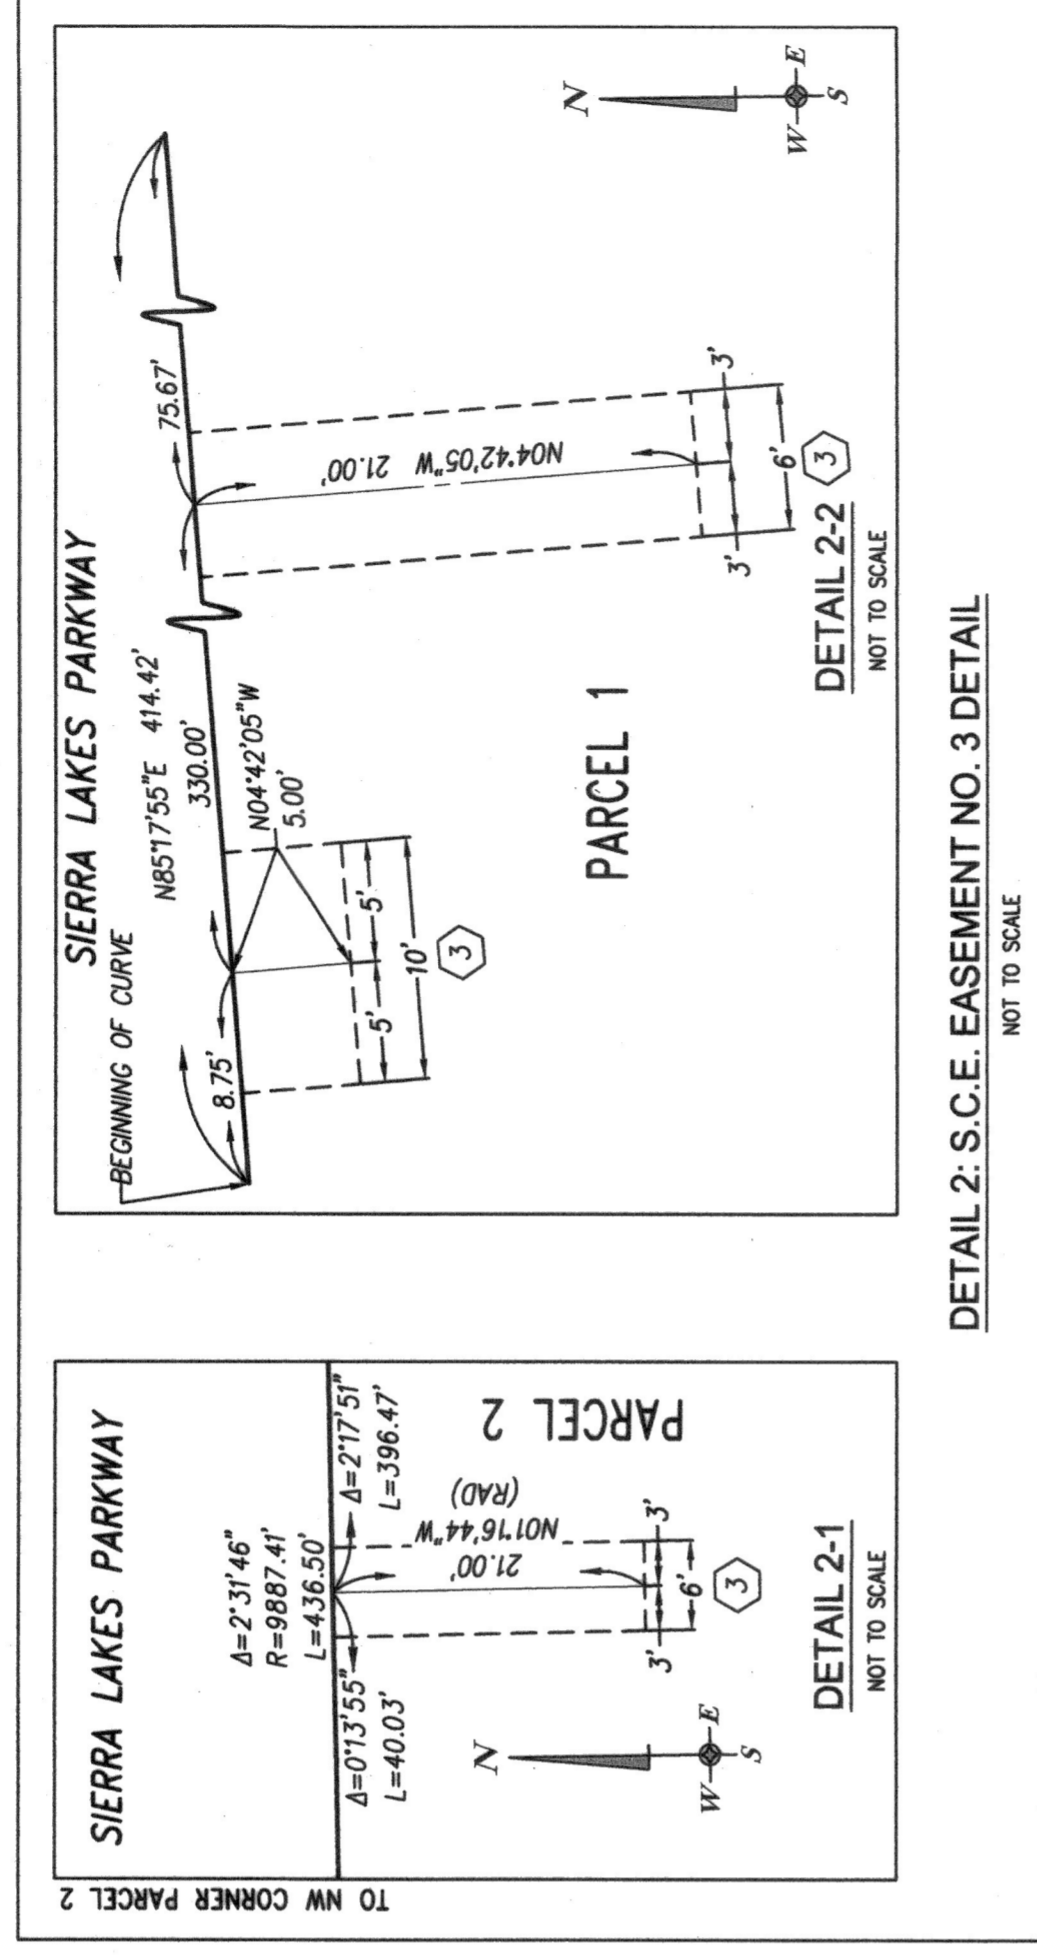 SIERRA LAKES PARKWAY
TO NW CORNER PARCEL 2
Δ=2°31'46"
R=9887.41'
L=436.50'
Δ=0°13'55"
L=40.03'
Δ=2°17'51"
L=396.47'
21.00'
N01°16'44"W
(RAD)
PARCEL 2
3'
3'
6'
3
N
W
E
S
DETAIL 2-1
NOT TO SCALE
SIERRA LAKES PARKWAY
BEGINNING OF CURVE
N85°17'55"E 414.42'
8.75'
330.00'
75.67'
N04°42'05"W
5.00'
5'
5'
10'
3
N04°42'05"W 21.00'
3'
3'
6'
3
PARCEL 1
N
W
E
S
DETAIL 2-2
NOT TO SCALE
DETAIL 2: S.C.E. EASEMENT NO. 3 DETAIL
NOT TO SCALE